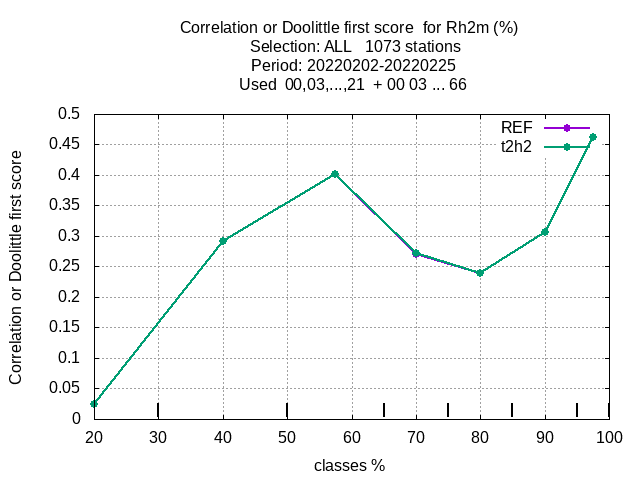 Correlation or Doolittle first score  for Rh2m (%)
Selection: ALL   1073 stations
Period: 20220202-20220225
Used  00,03,...,21  + 00 03 ... 66
Correlation or Doolittle first score
0.5
0.45
0.4
0.35
0.3
0.25
0.2
0.15
0.1
0.05
0
REF
t2h2
20 30 40 50 60 70 80 90 100
classes %